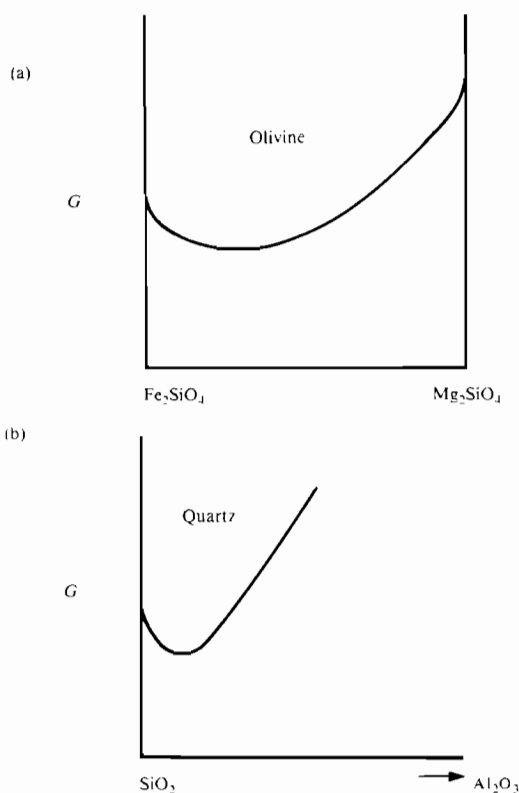 (a)
Olivine
G
Fe₂SiO₄ Mg₂SiO₄
(b)
Quartz
G
SiO₂ Al₂O₃